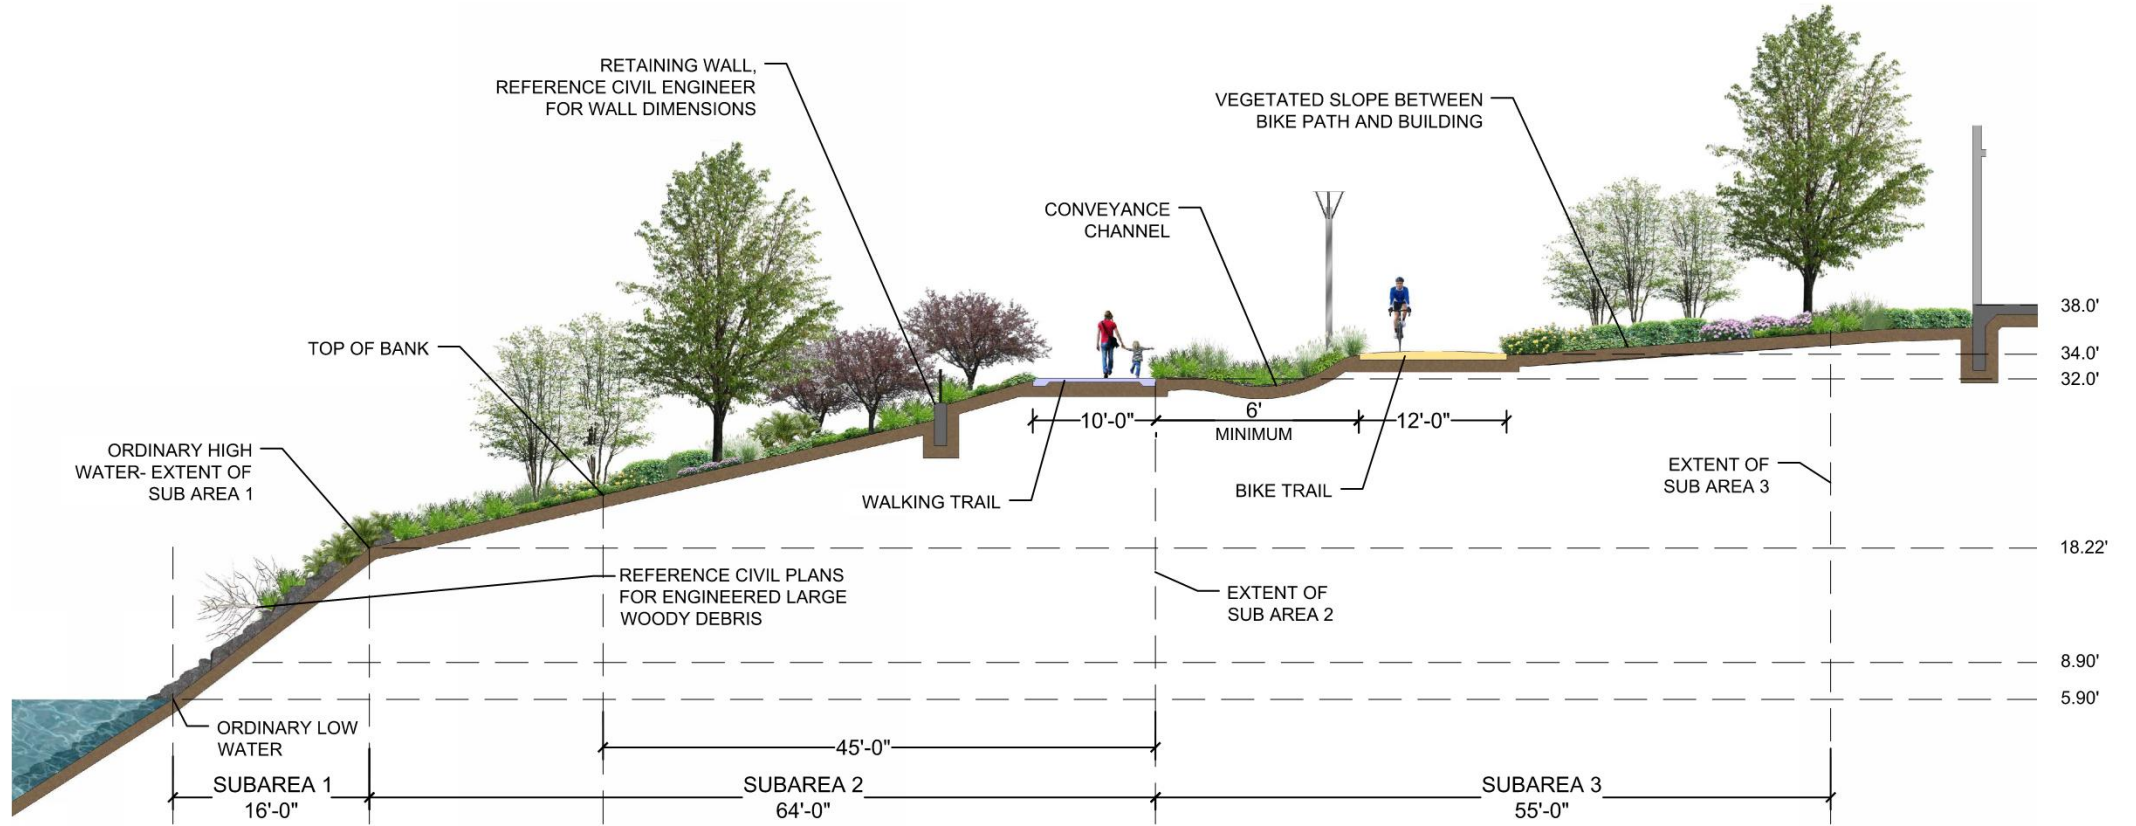 RETAINING WALL,
REFERENCE CIVIL ENGINEER
FOR WALL DIMENSIONS
VEGETATED SLOPE BETWEEN
BIKE PATH AND BUILDING
CONVEYANCE
CHANNEL
TOP OF BANK
38.0'
34.0'
32.0'
10'-0"
6'
MINIMUM
12'-0"
ORDINARY HIGH
WATER- EXTENT OF
SUB AREA 1
WALKING TRAIL
BIKE TRAIL
EXTENT OF
SUB AREA 3
18.22'
REFERENCE CIVIL PLANS
FOR ENGINEERED LARGE
WOODY DEBRIS
EXTENT OF
SUB AREA 2
8.90'
5.90'
ORDINARY LOW
WATER
45'-0"
SUBAREA 1
16'-0"
SUBAREA 2
64'-0"
SUBAREA 3
55'-0"